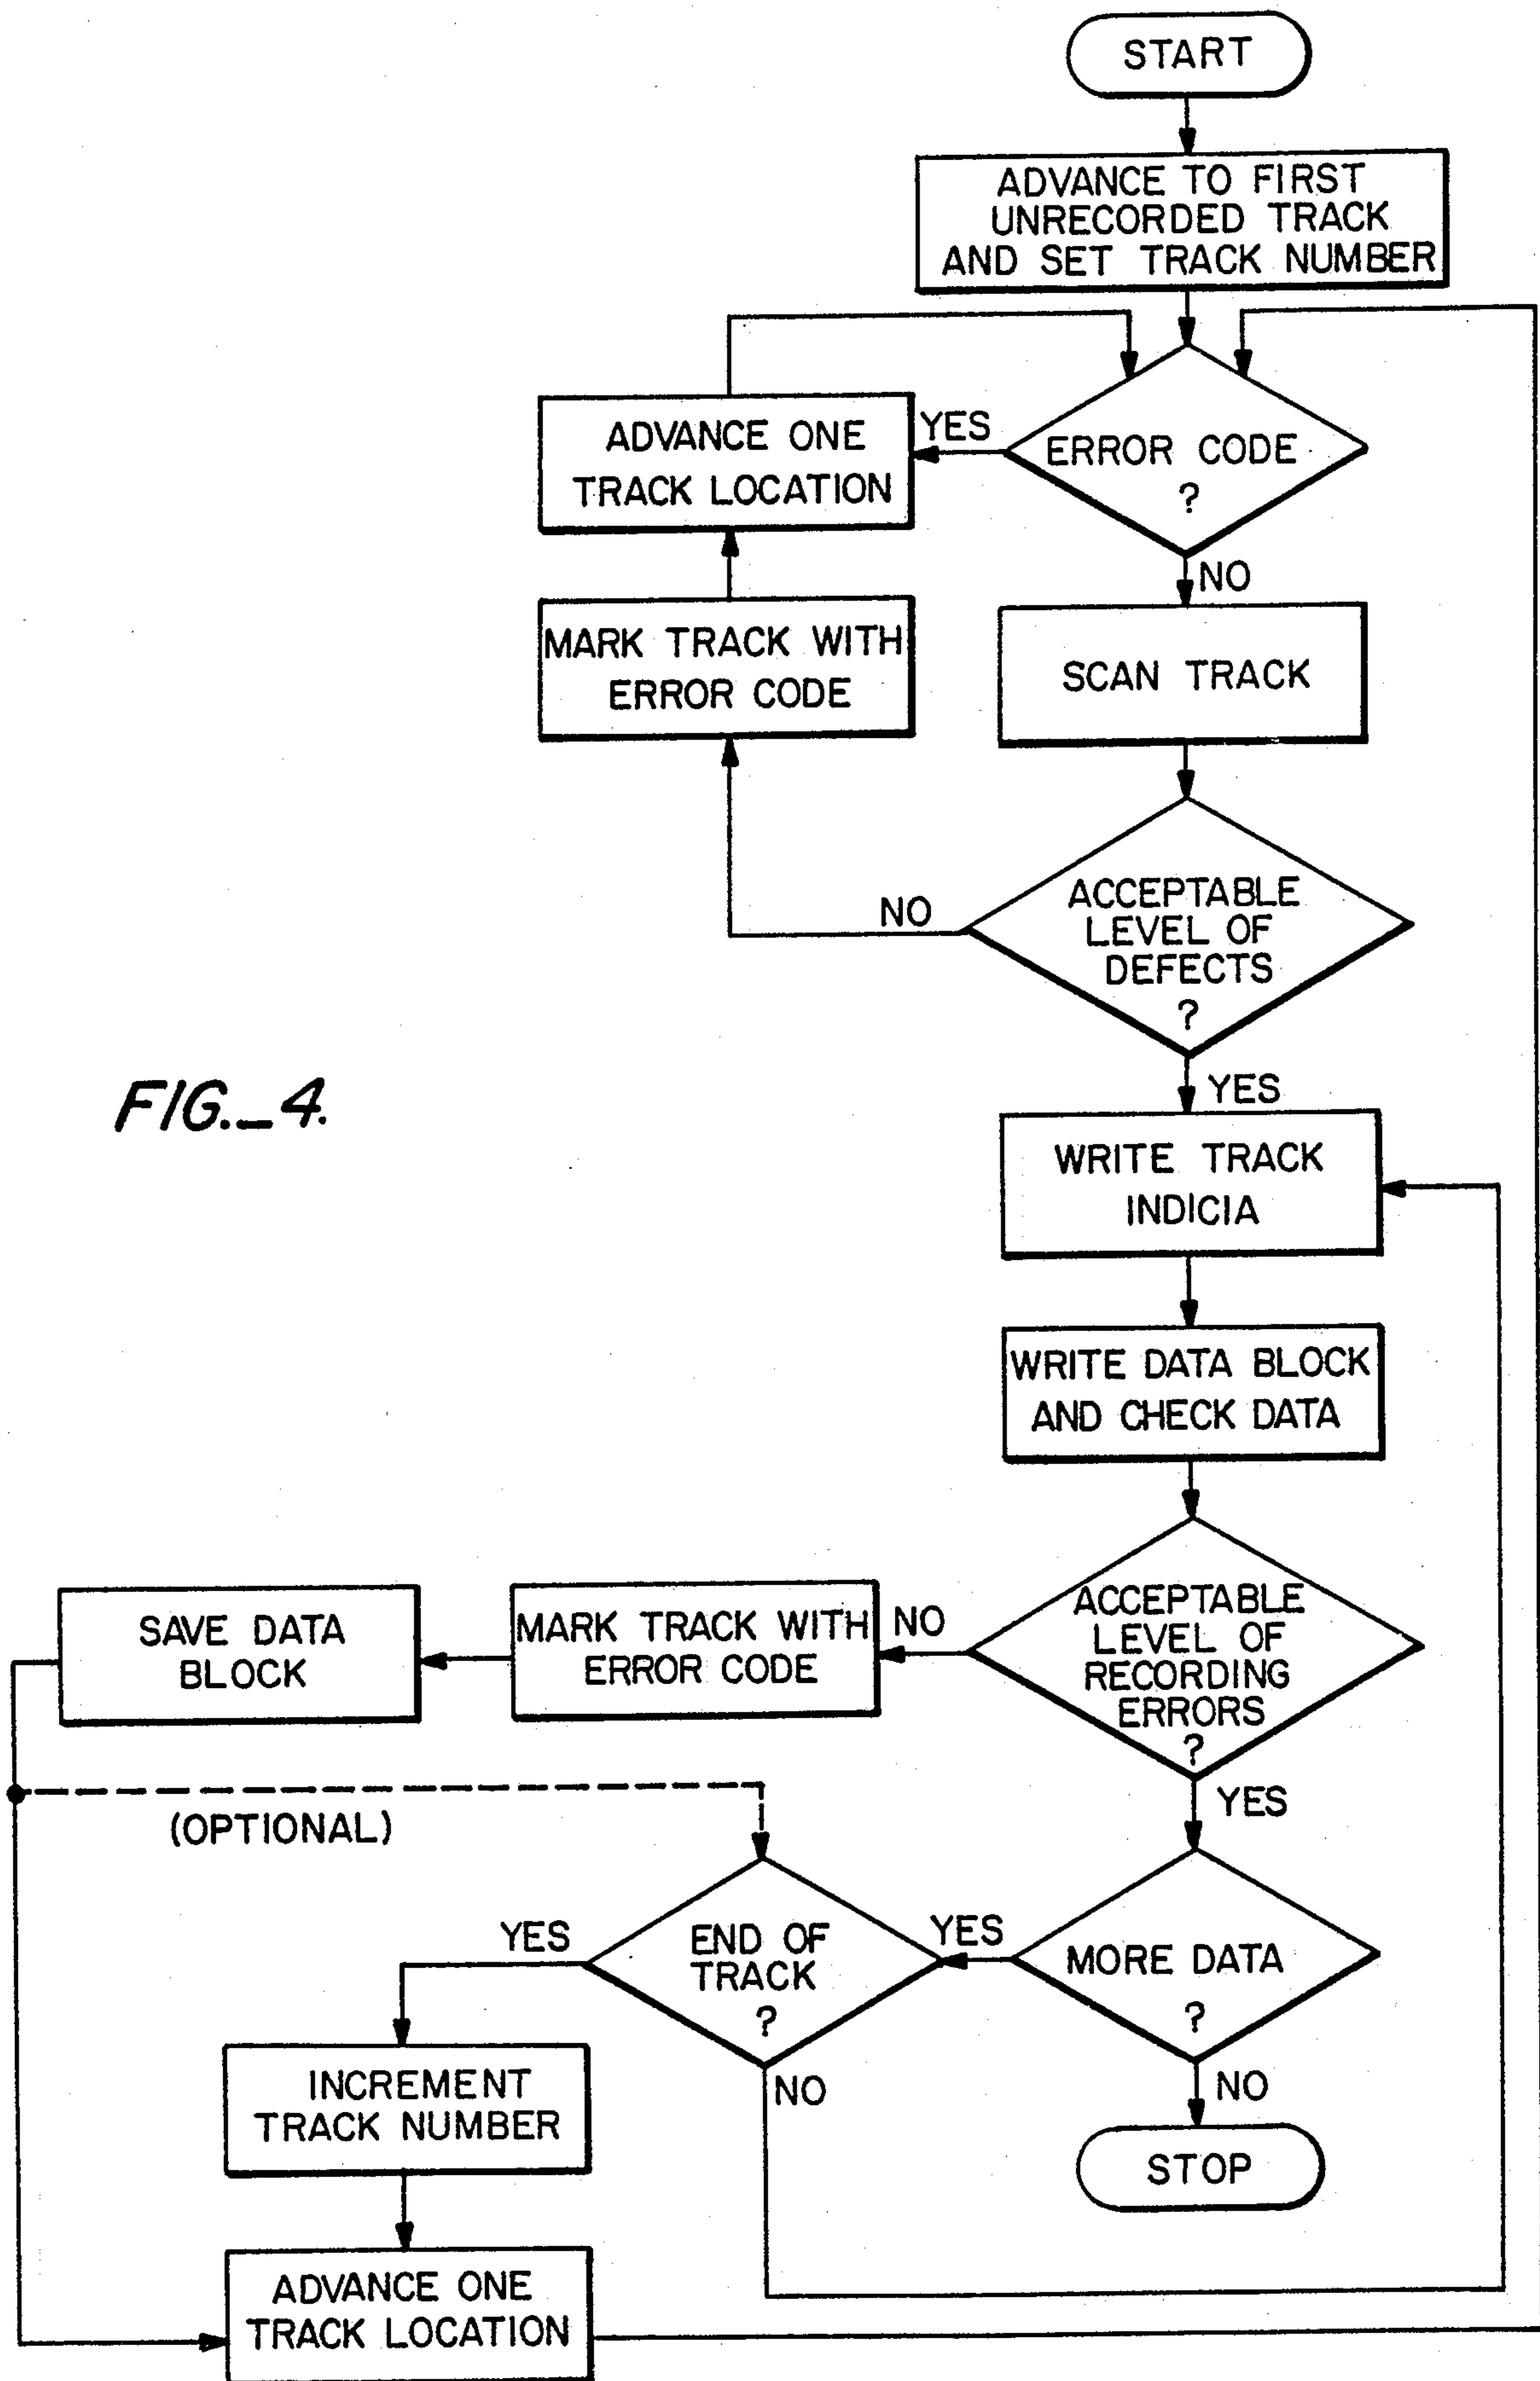 START
ADVANCE TO FIRST
UNRECORDED TRACK
AND SET TRACK NUMBER
ADVANCE ONE
TRACK LOCATION
YES
ERROR CODE
?
NO
MARK TRACK WITH
ERROR CODE
SCAN TRACK
NO
ACCEPTABLE
LEVEL OF
DEFECTS
?
YES
FIG._4.
WRITE TRACK
INDICIA
WRITE DATA BLOCK
AND CHECK DATA
SAVE DATA
BLOCK
MARK TRACK WITH
ERROR CODE
NO
ACCEPTABLE
LEVEL OF
RECORDING
ERRORS
?
YES
(OPTIONAL)
YES
END OF
TRACK
?
YES
MORE DATA
?
NO
NO
INCREMENT
TRACK NUMBER
STOP
ADVANCE ONE
TRACK LOCATION